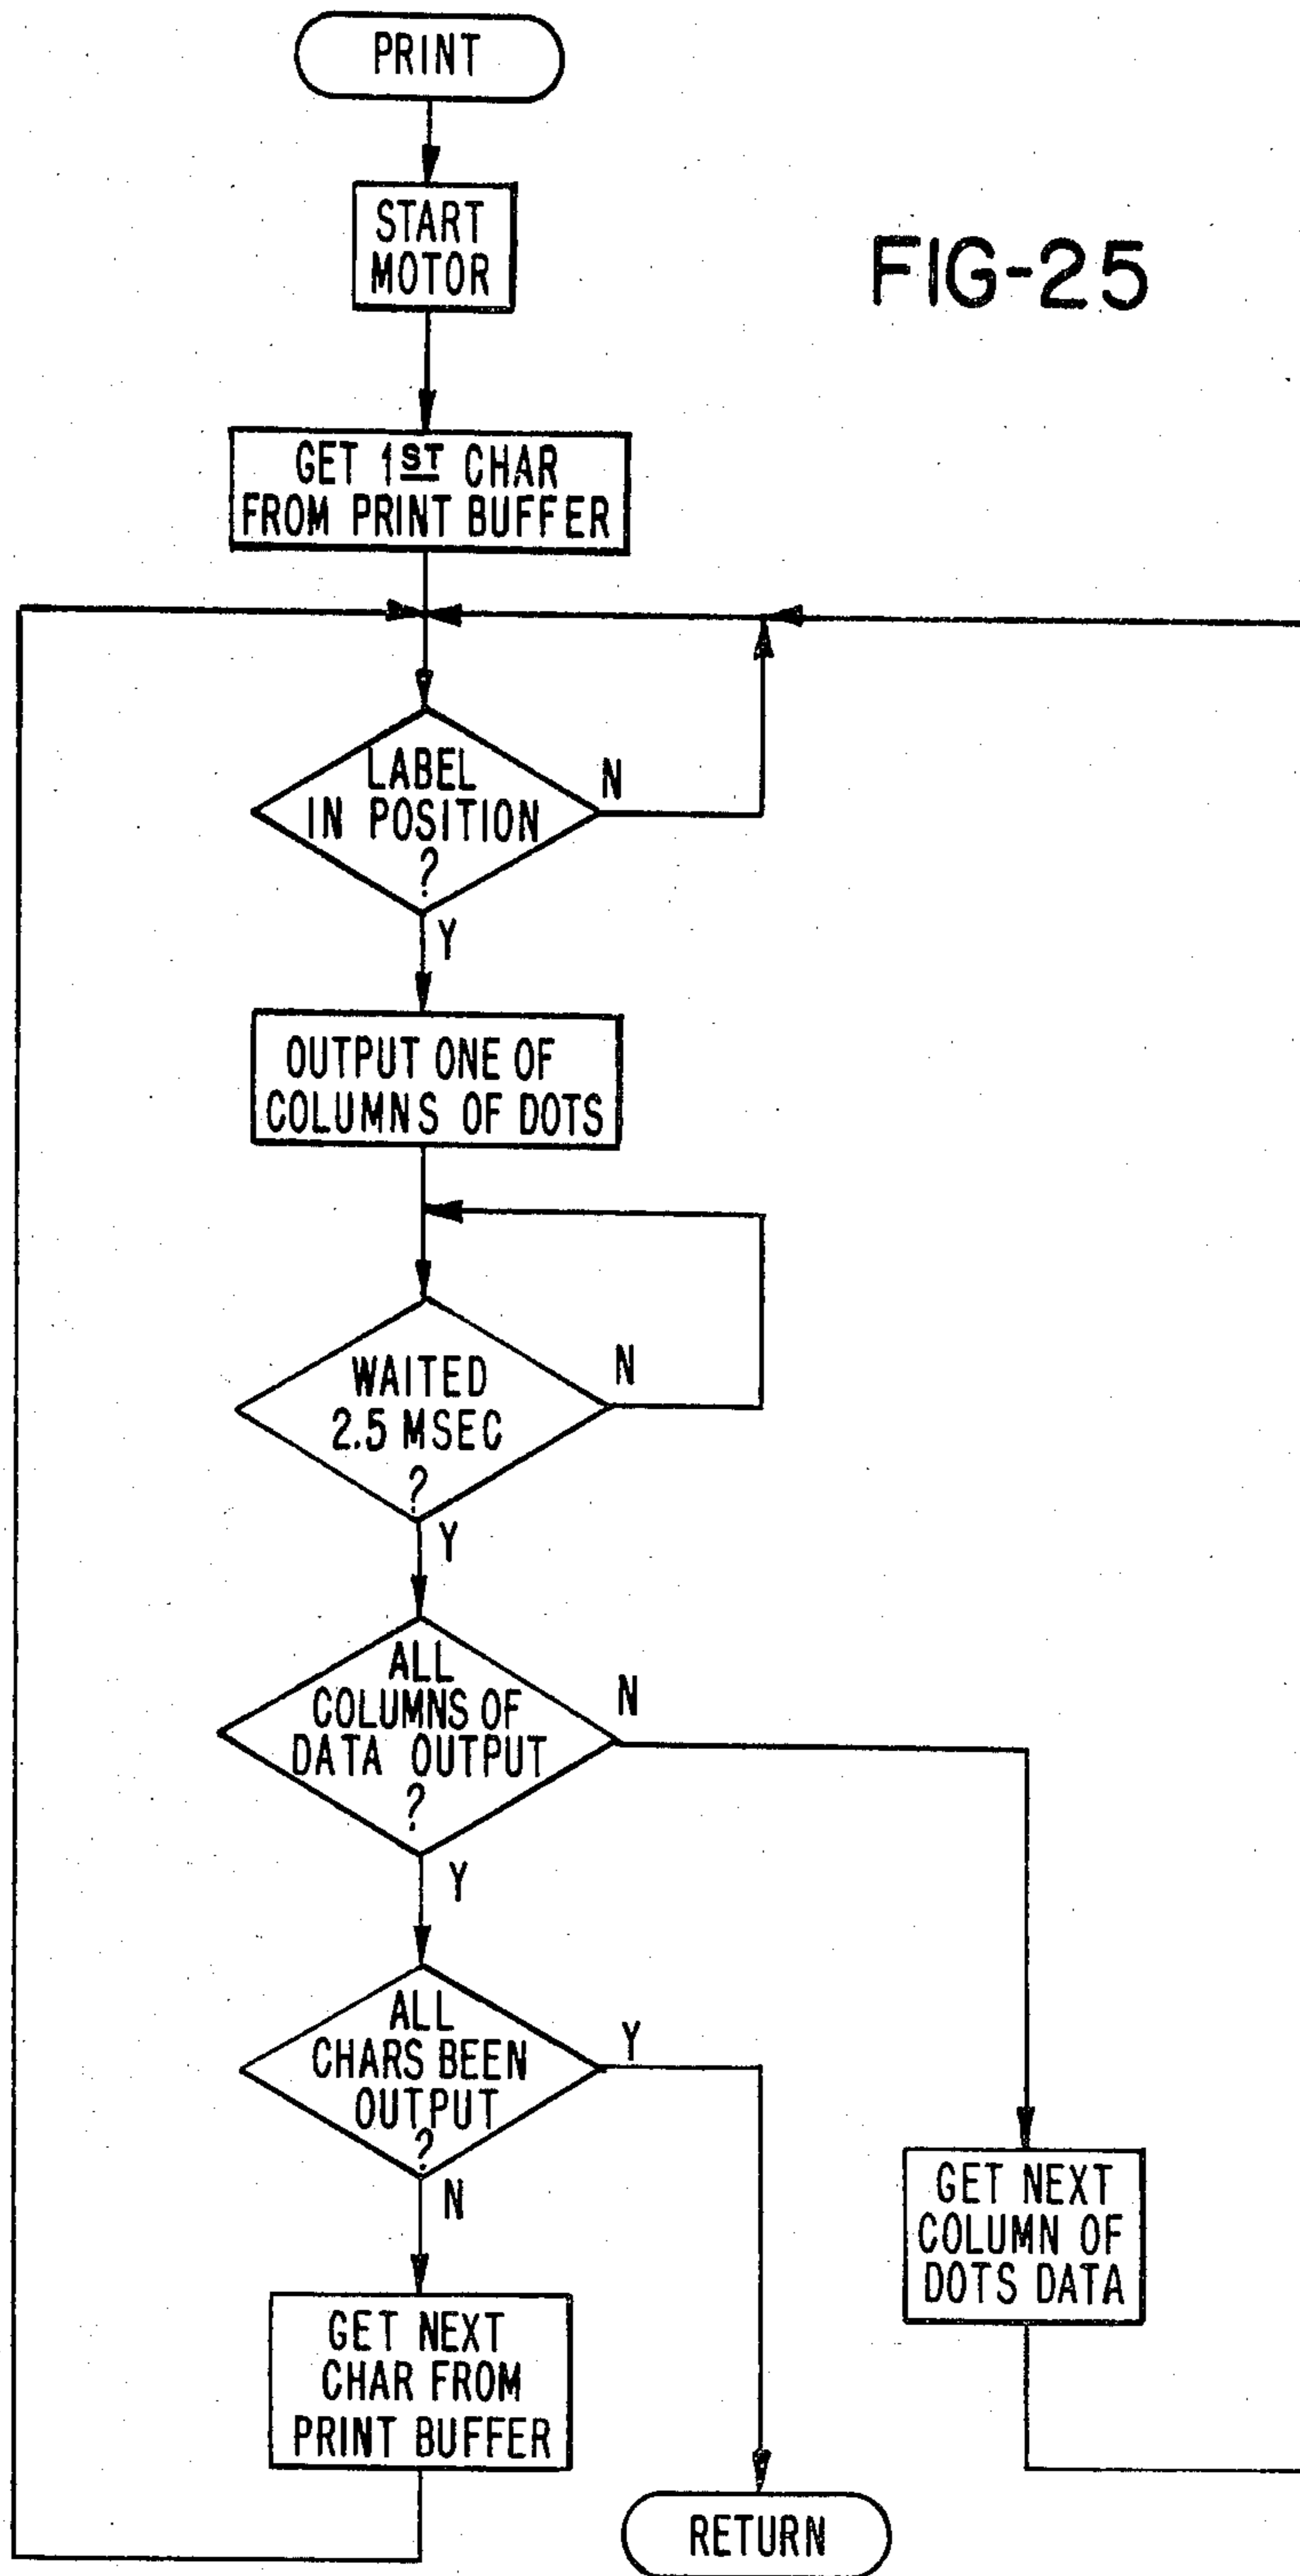 PRINT
START
MOTOR
FIG-25
GET 1ST CHAR
FROM PRINT BUFFER
LABEL
IN POSITION
?
N
Y
OUTPUT ONE OF
COLUMNS OF DOTS
WAITED
2.5 MSEC
?
N
Y
ALL
COLUMNS OF
DATA OUTPUT
?
N
Y
ALL
CHARS BEEN
OUTPUT
?
Y
N
GET NEXT
COLUMN OF
DOTS DATA
GET NEXT
CHAR FROM
PRINT BUFFER
RETURN